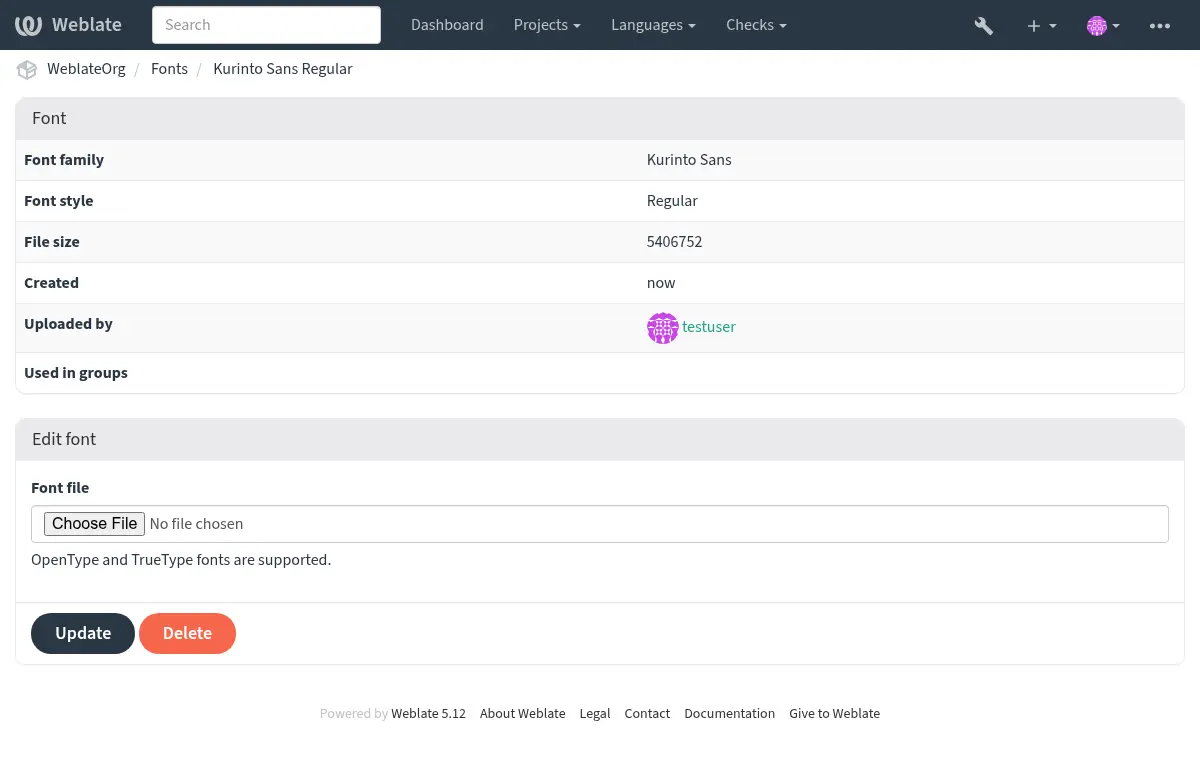 Weblate Search Dashboard Projects Languages Checks
WeblateOrg / Fonts / Kurinto Sans Regular
Font
Font family Kurinto Sans
Font style Regular
File size 5406752
Created now
Uploaded by testuser
Used in groups
Edit font
Font file
Choose File No file chosen
OpenType and TrueType fonts are supported.
Update Delete
Powered by Weblate 5.12 About Weblate Legal Contact Documentation Give to Weblate